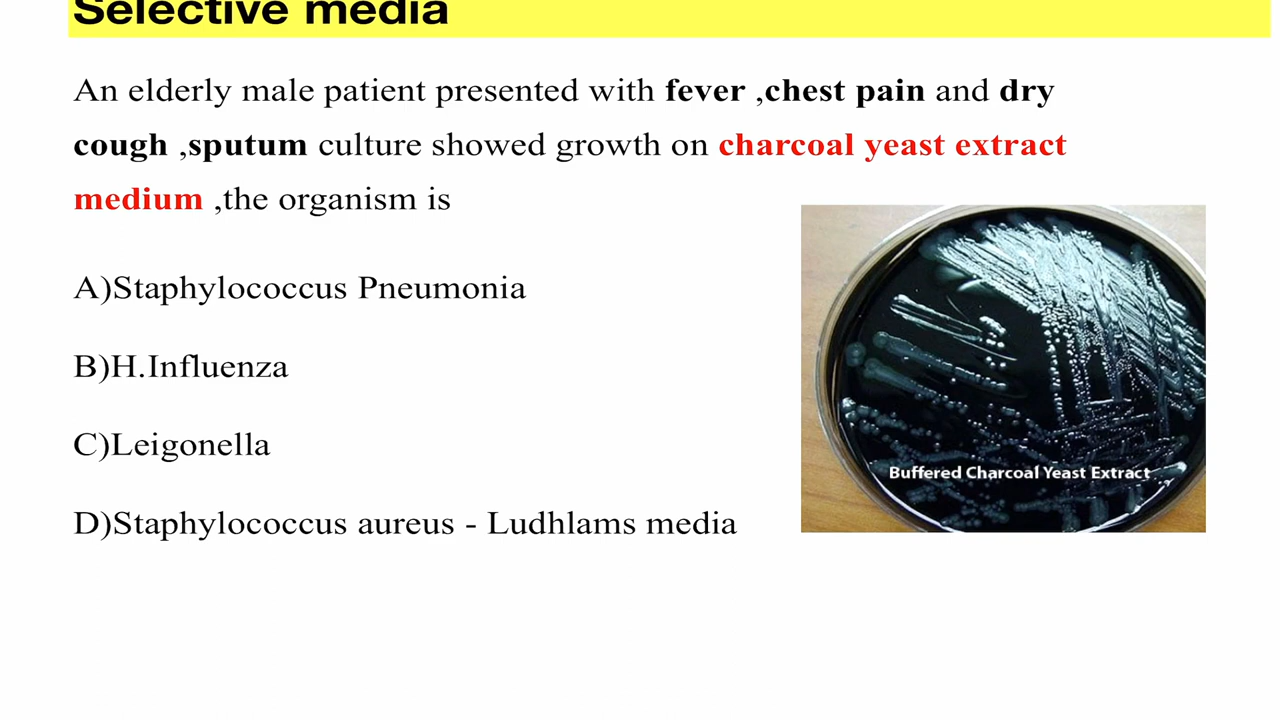 Selective media
An elderly male patient presented with fever ,chest pain and dry
cough ,sputum culture showed growth on charcoal yeast extract
medium ,the organism is
A)Staphylococcus Pneumonia
B)H.Influenza
C)Leigonella
D)Staphylococcus aureus - Ludhlams media
Buffered Charcoal Yeast Extract